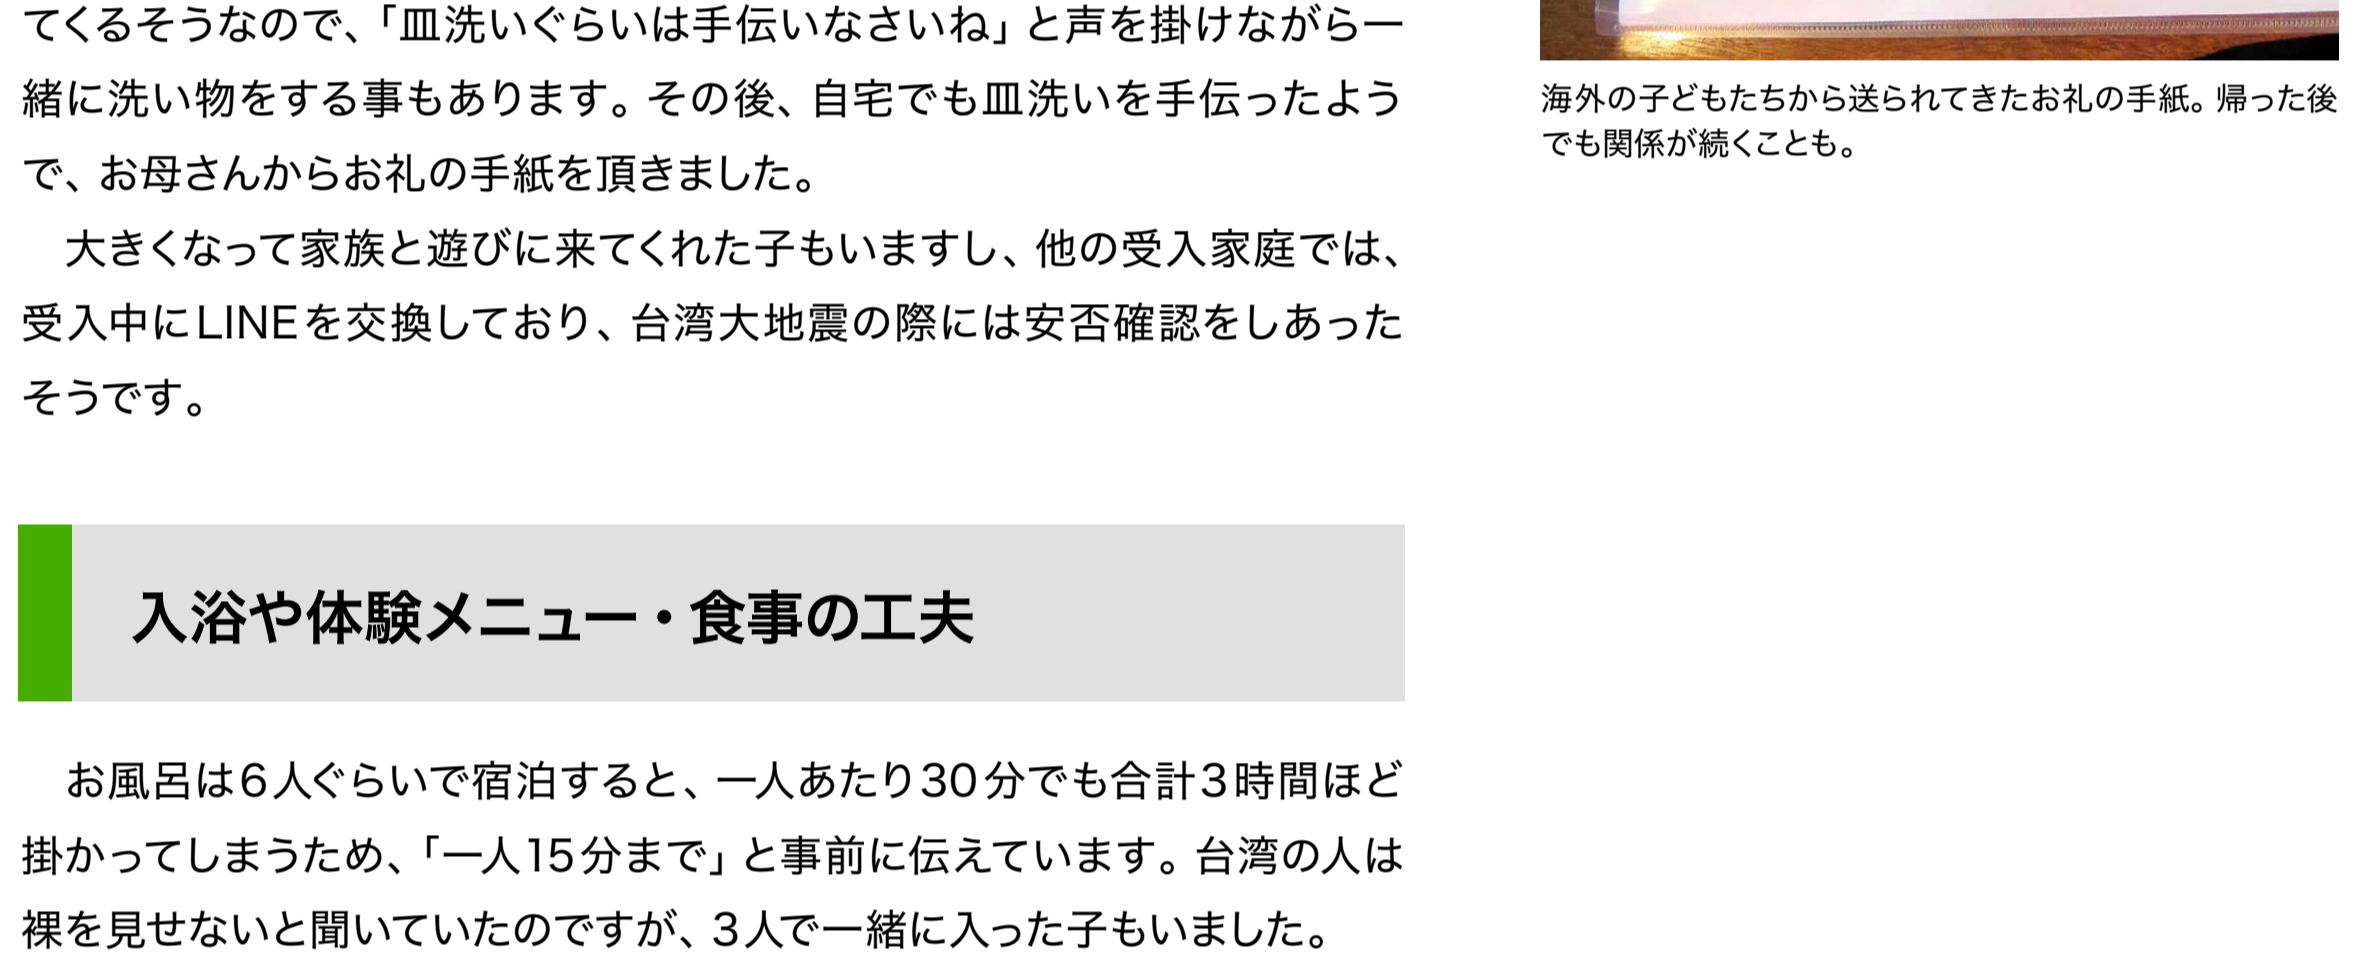 てくるそうなので、「皿洗いぐらいは手伝いなさいね」と声を掛けながら一
緒に洗い物をする事もあります。その後、自宅でも皿洗いを手伝ったよう
で、お母さんからお礼の手紙を頂きました。
　大きくなって家族と遊びに来てくれた子もいますし、他の受入家庭では、
受入中にLINEを交換しており、台湾大地震の際には安否確認をしあった
そうです。
入浴や体験メニュー・食事の工夫
　お風呂は6人ぐらいで宿泊すると、一人あたり30分でも合計3時間ほど
掛かってしまうため、「一人15分まで」と事前に伝えています。台湾の人は
裸を見せないと聞いていたのですが、3人で一緒に入った子もいました。
海外の子どもたちから送られてきたお礼の手紙。帰った後
でも関係が続くことも。